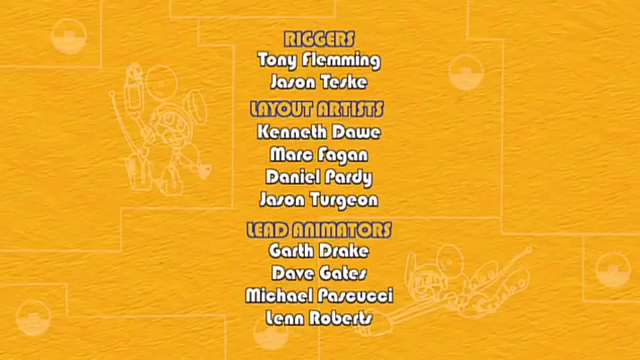 RIGGERS
Tony Flemming
Jason Teske
LAYOUT ARTISTS
Kenneth Dawe
Marc Fagan
Daniel Pardy
Jason Turgeon
LEAD ANIMATORS
Garth Drake
Dave Gates
Michael Pascucci
Lenn Roberts